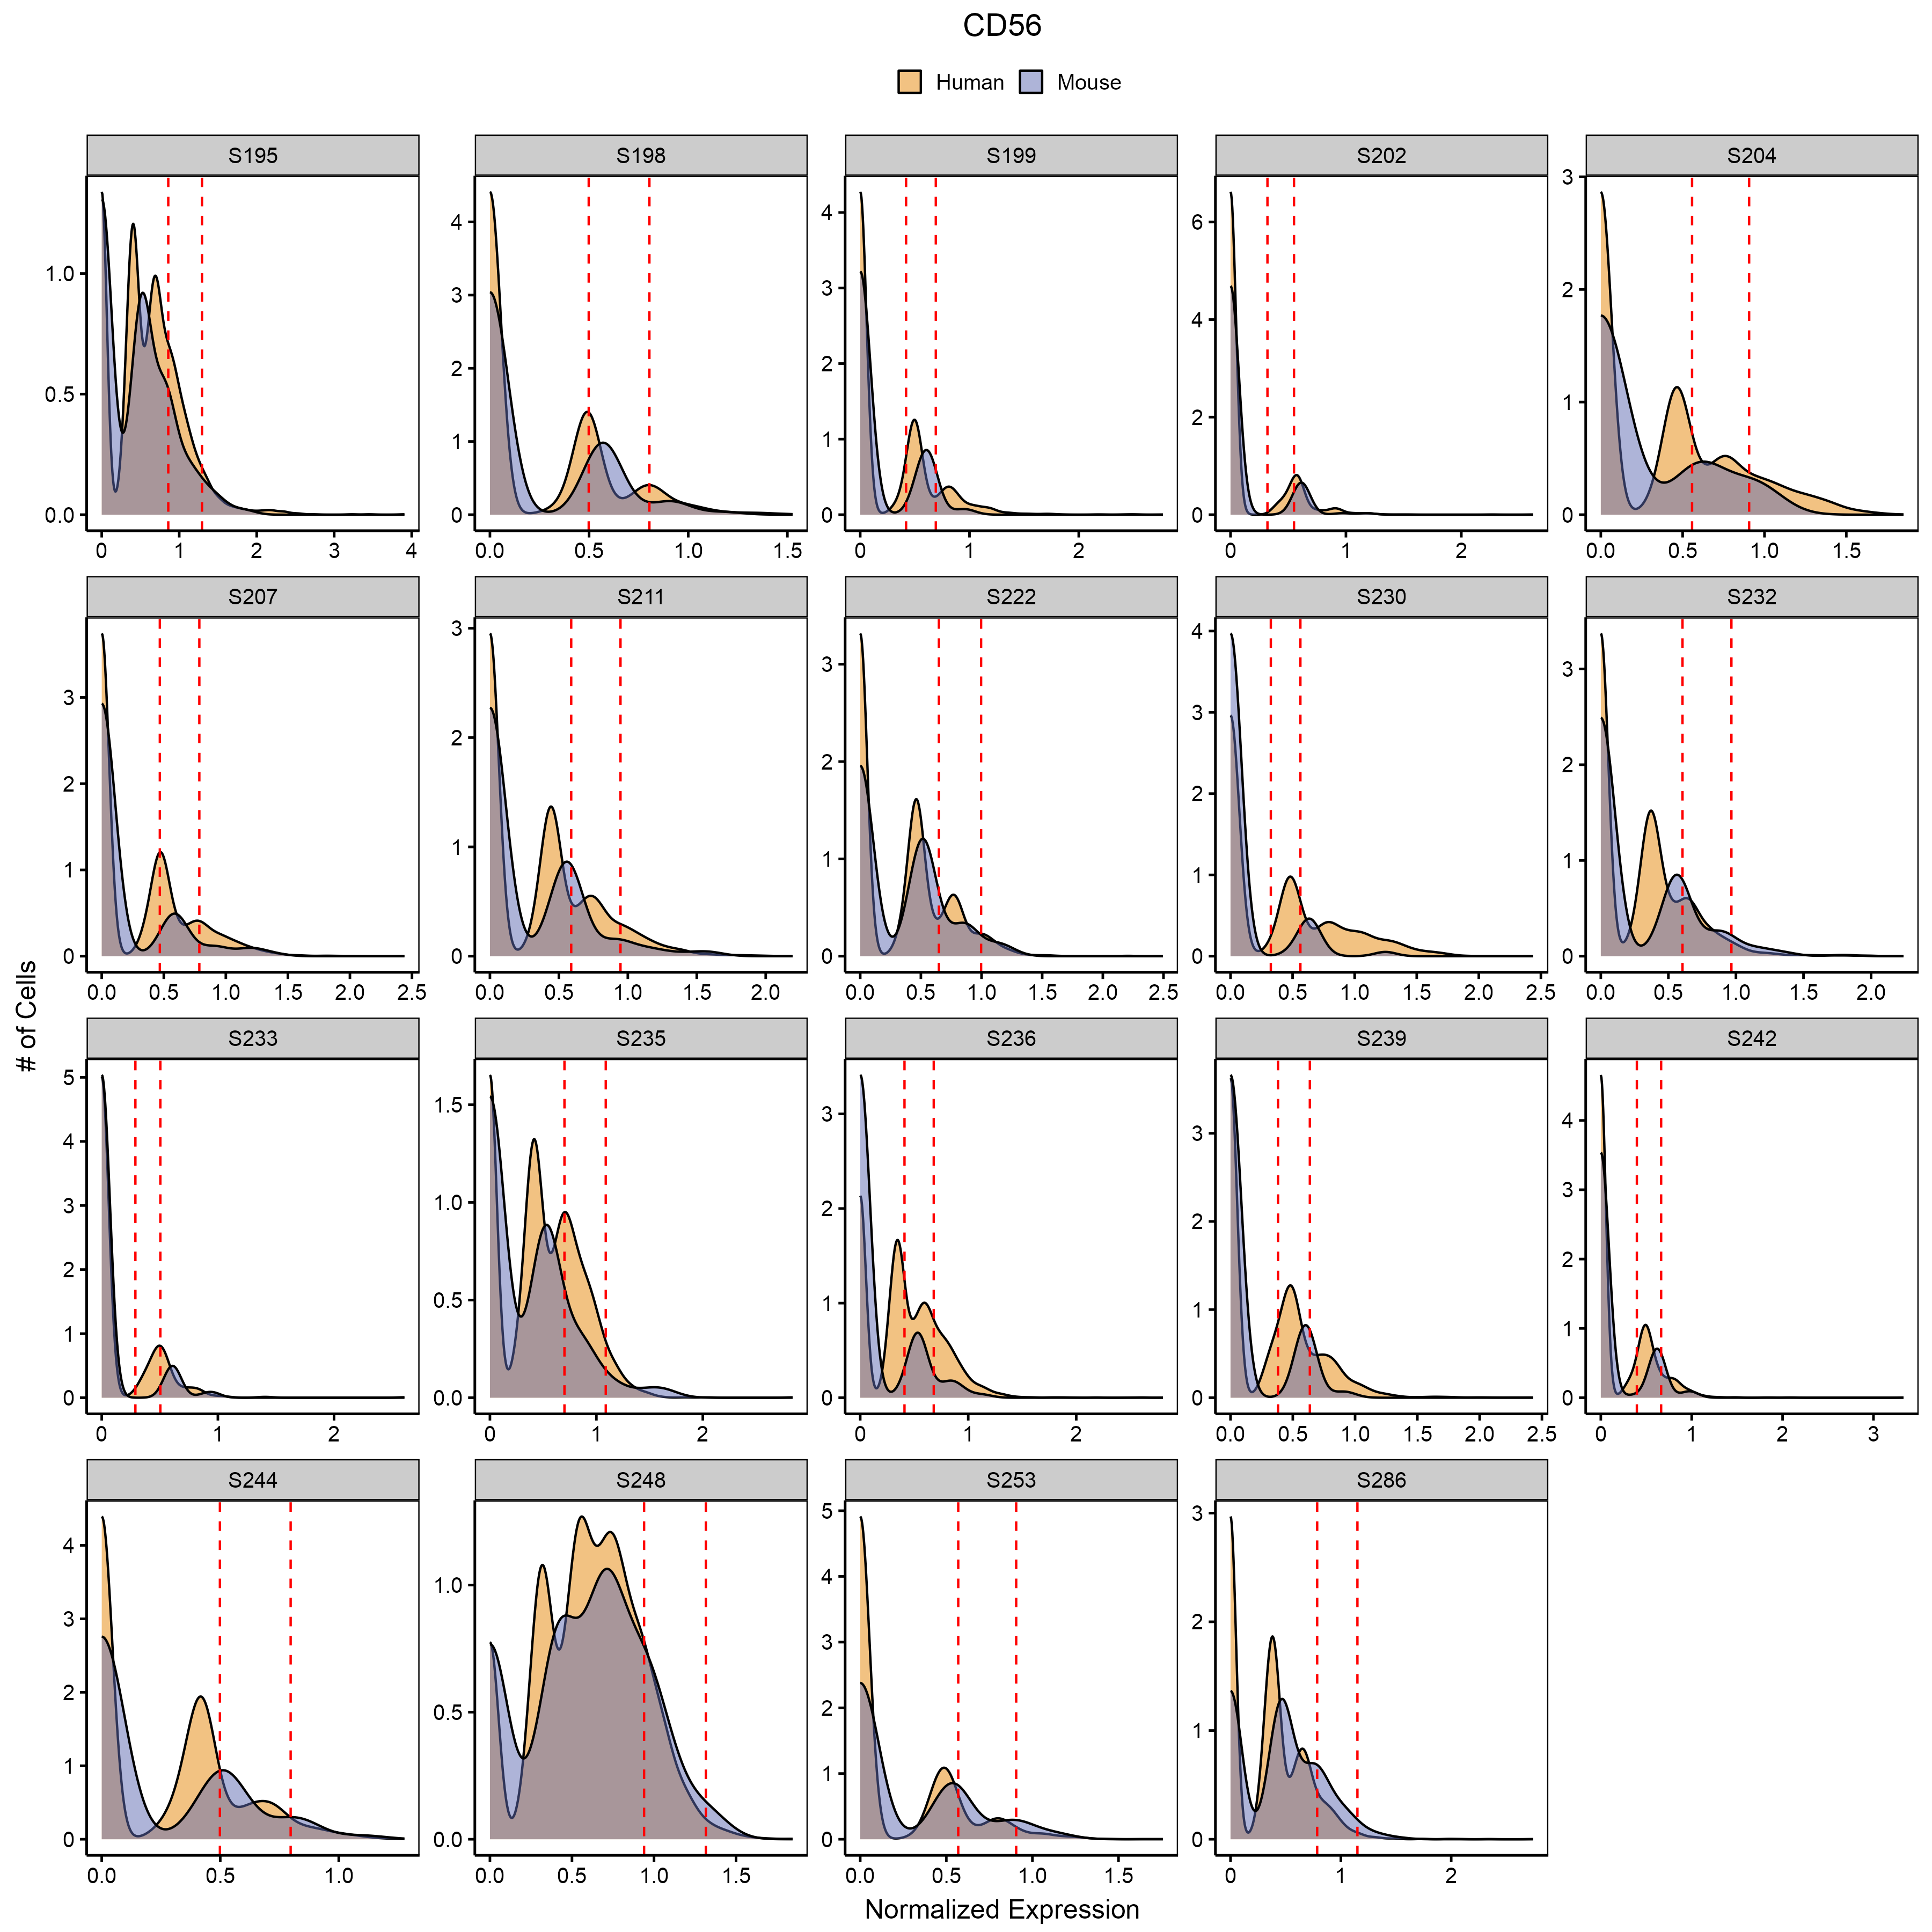 CD56
Human Mouse
S195 S198 S199 S202 S204
0.0 0.5 1.0
0 1 2 3 4
0 1 2 3 4
0.0 0.5 1.0 1.5
0 1 2 3 4
0 1 2
0 2 4 6
0 1 2
0 1 2 3
0.0 0.5 1.0 1.5
S207 S211 S222 S230 S232
0 1 2 3
0.0 0.5 1.0 1.5 2.0 2.5
0 1 2 3
0.0 0.5 1.0 1.5 2.0
0 1 2 3
0.0 0.5 1.0 1.5 2.0 2.5
0 1 2 3 4
0.0 0.5 1.0 1.5 2.0 2.5
0 1 2 3
0.0 0.5 1.0 1.5 2.0
# of Cells
S233 S235 S236 S239 S242
0 1 2 3 4 5
0 1 2
0.0 0.5 1.0 1.5
0 1 2
0 1 2 3
0 1 2
0 1 2 3
0.0 0.5 1.0 1.5 2.0 2.5
0 1 2 3 4
0 1 2 3
S244 S248 S253 S286
0 1 2 3 4
0.0 0.5 1.0
0.0 0.5 1.0
0.0 0.5 1.0 1.5
0 1 2 3 4 5
0.0 0.5 1.0 1.5
0 1 2 3
0 1 2
Normalized Expression